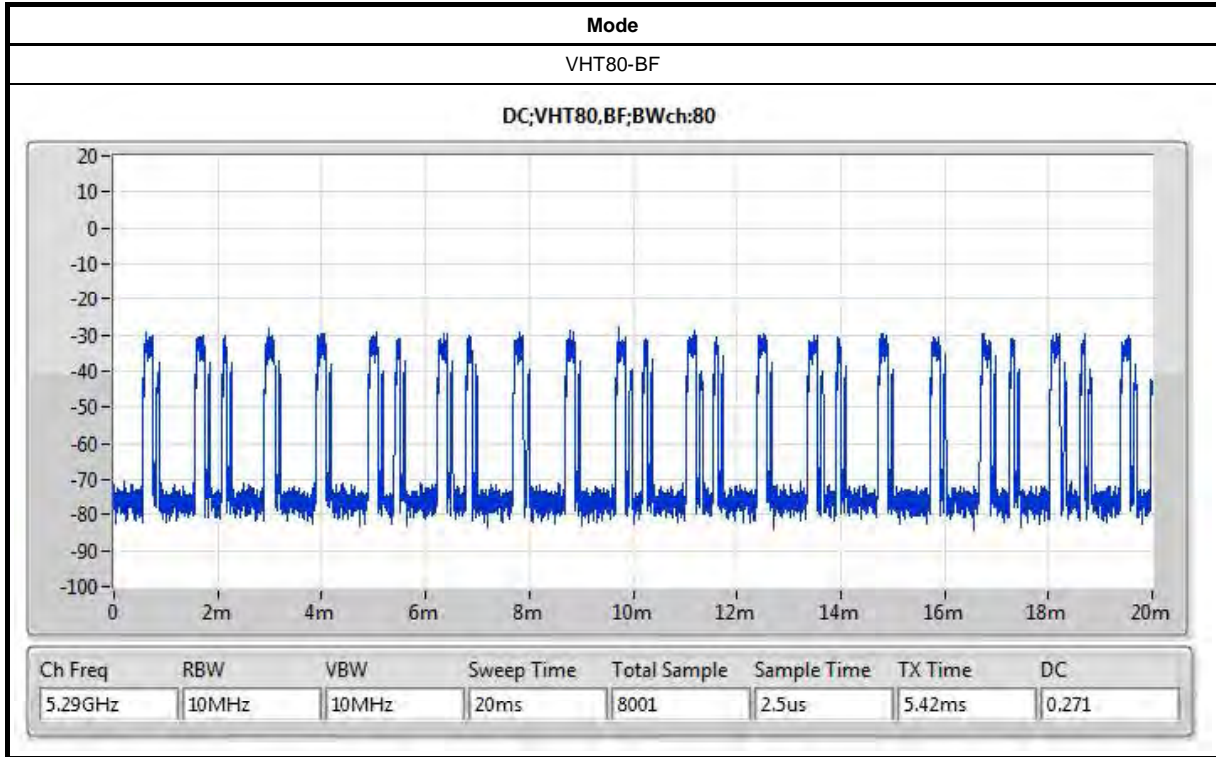 Mode
VHT80-BF
DC;VHT80,BF;BWch:80
20
10
0
-10
-20
-30
-40
-50
-60
-70
-80
-90
-100
0 2m 4m 6m 8m 10m 12m 14m 16m 18m 20m
Ch Freq RBW VBW Sweep Time Total Sample Sample Time TX Time DC
5.29GHz 10MHz 10MHz 20ms 8001 2.5us 5.42ms 0.271